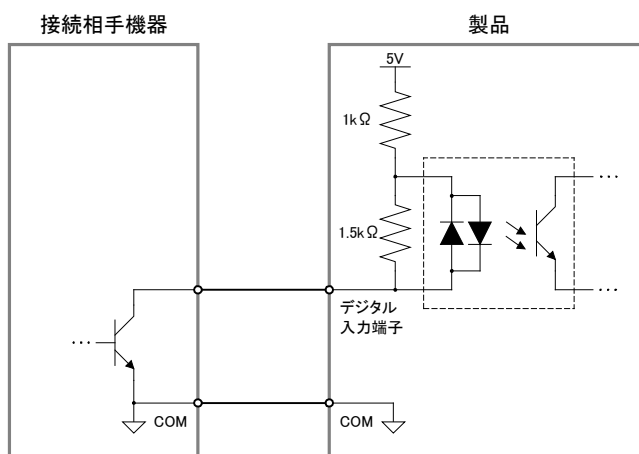 接続相手機器
製品
5V
1kΩ
1.5kΩ
デジタル
入力端子
COM
COM